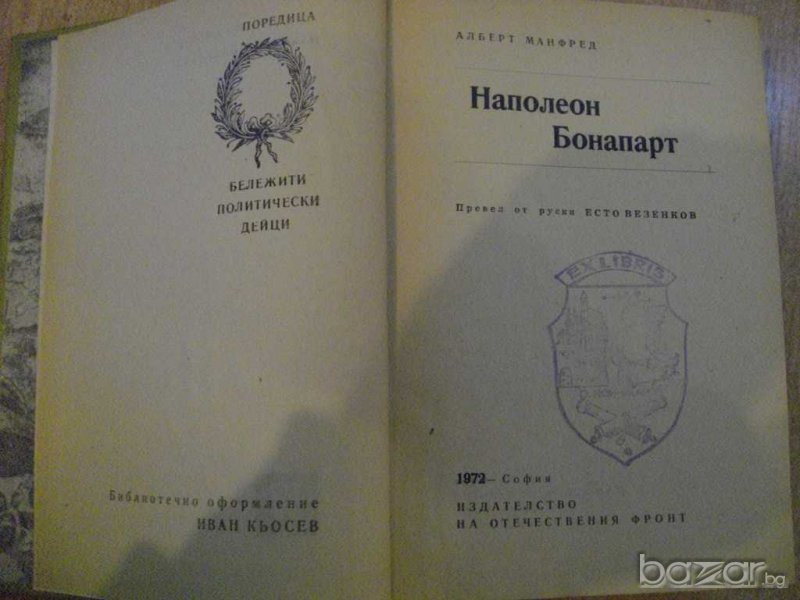 ПОРЕДИЦА
БЕЛЕЖИТИ
ПОЛИТИЧЕСКИ
ДЕЙЦИ
Библиотечно оформление
ИВАН КЬОСЕВ
АЛБЕРТ МАНФРЕД
Наполеон
Бонапарт
Превел от руски ЕСТО ВЕЗЕНКОВ
EX LIBRIS
1972 — София
ИЗДАТЕЛСТВО
НА ОТЕЧЕСТВЕНИЯ ФРОНТ
bazar.bg